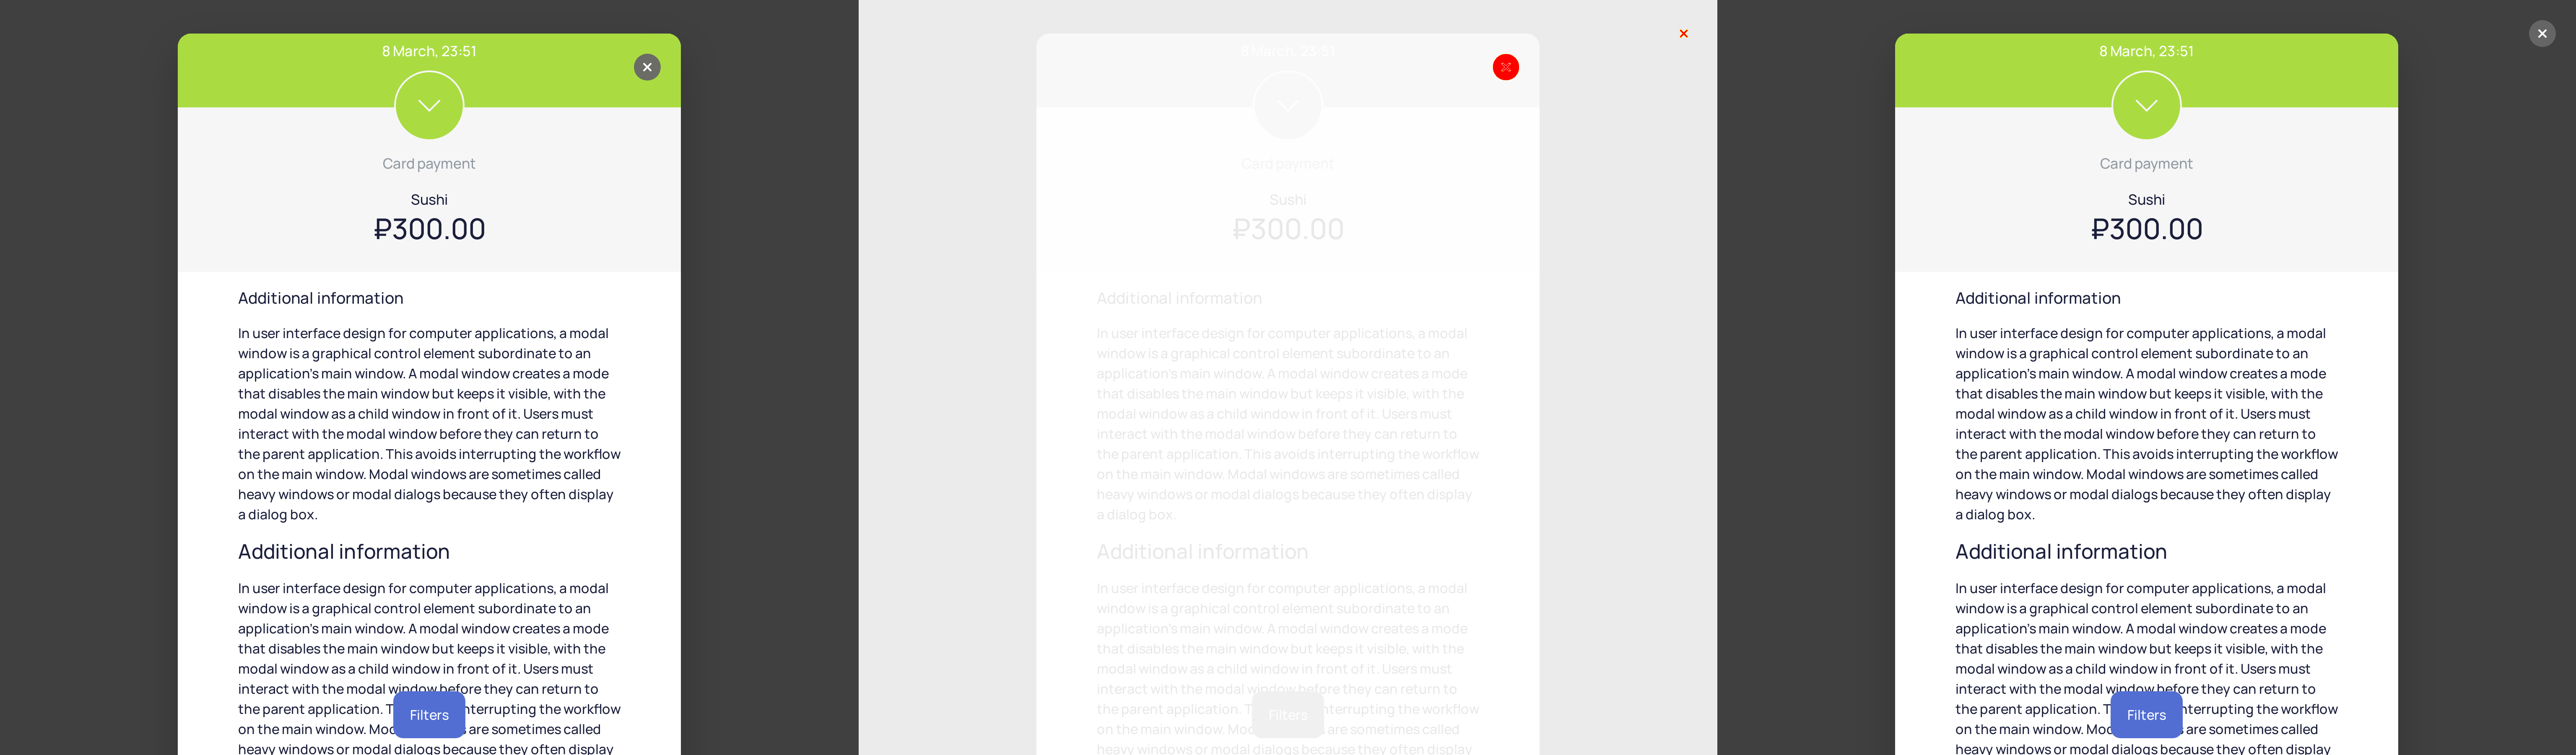 8 March, 23:51
Card payment
Sushi
₽300.00
Additional information
In user interface design for computer applications, a modal
window is a graphical control element subordinate to an
application's main window. A modal window creates a mode
that disables the main window but keeps it visible, with the
modal window as a child window in front of it. Users must
interact with the modal window before they can return to
the parent application. This avoids interrupting the workflow
on the main window. Modal windows are sometimes called
heavy windows or modal dialogs because they often display
a dialog box.
Additional information
In user interface design for computer applications, a modal
window is a graphical control element subordinate to an
application's main window. A modal window creates a mode
that disables the main window but keeps it visible, with the
modal window as a child window in front of it. Users must
interact with the modal window before they can return to
the parent application. T nterrupting the workflow
on the main window. Mod are sometimes called
heavy windows or modal dialogs because they often display
Filters
8 March, 23:51
Card payment
Sushi
₽300.00
Additional information
In user interface design for computer applications, a modal
window is a graphical control element subordinate to an
application's main window. A modal window creates a mode
that disables the main window but keeps it visible, with the
modal window as a child window in front of it. Users must
interact with the modal window before they can return to
the parent application. This avoids interrupting the workflow
on the main window. Modal windows are sometimes called
heavy windows or modal dialogs because they often display
a dialog box.
Additional information
In user interface design for computer applications, a modal
window is a graphical control element subordinate to an
application's main window. A modal window creates a mode
that disables the main window but keeps it visible, with the
modal window as a child window in front of it. Users must
interact with the modal window before they can return to
the parent application. T nterrupting the workflow
on the main window. Mod are sometimes called
heavy windows or modal dialogs because they often display
Filters
8 March, 23:51
Card payment
Sushi
₽300.00
Additional information
In user interface design for computer applications, a modal
window is a graphical control element subordinate to an
application's main window. A modal window creates a mode
that disables the main window but keeps it visible, with the
modal window as a child window in front of it. Users must
interact with the modal window before they can return to
the parent application. This avoids interrupting the workflow
on the main window. Modal windows are sometimes called
heavy windows or modal dialogs because they often display
a dialog box.
Additional information
In user interface design for computer applications, a modal
window is a graphical control element subordinate to an
application's main window. A modal window creates a mode
that disables the main window but keeps it visible, with the
modal window as a child window in front of it. Users must
interact with the modal window before they can return to
the parent application. T nterrupting the workflow
on the main window. Mod are sometimes called
heavy windows or modal dialogs because they often display
Filters